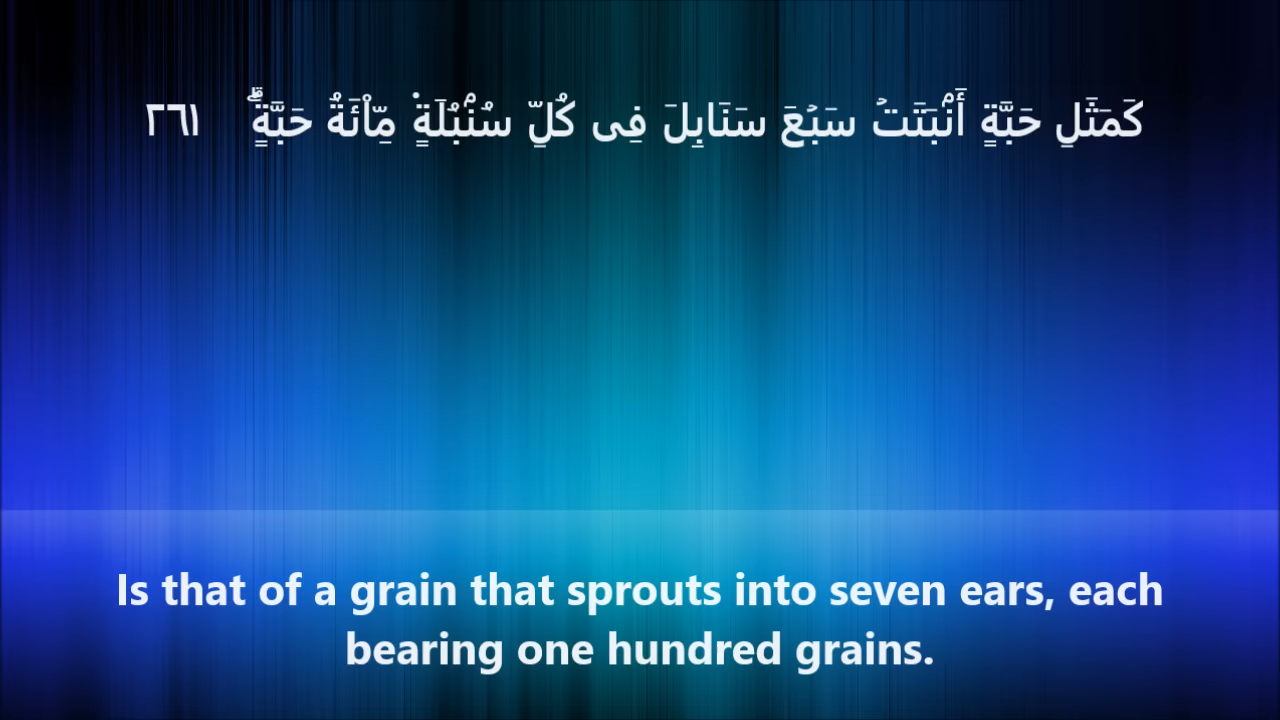 كَمَثَلِ حَبَّةٍ أَنۢبَتَتۡ سَبۡعَ سَنَابِلَ فِى كُلِّ سُنۢبُلَةٍ۬ مِّاْئَةُ حَبَّةٍ‌ۗ ٢٦١
Is that of a grain that sprouts into seven ears, each
bearing one hundred grains.